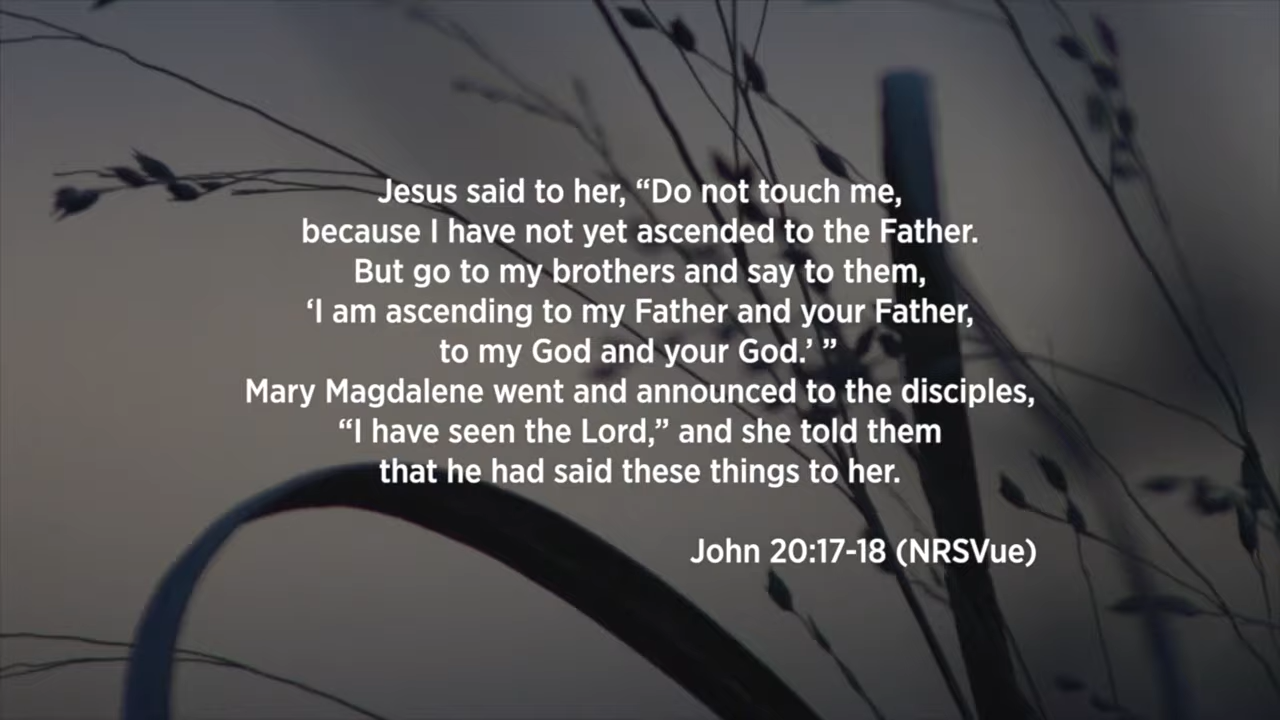 Jesus said to her, “Do not touch me,
because I have not yet ascended to the Father.
But go to my brothers and say to them,
‘I am ascending to my Father and your Father,
to my God and your God.’ ”
Mary Magdalene went and announced to the disciples,
“I have seen the Lord,” and she told them
that he had said these things to her.
John 20:17-18 (NRSVue)